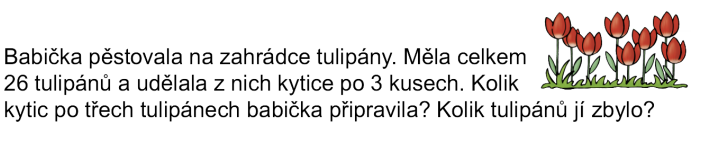 Babička pěstovala na zahrádce tulipány. Měla celkem
26 tulipánů a udělala z nich kytice po 3 kusech. Kolik
kytic po třech tulipánech babička připravila? Kolik tulipánů jí zbylo?